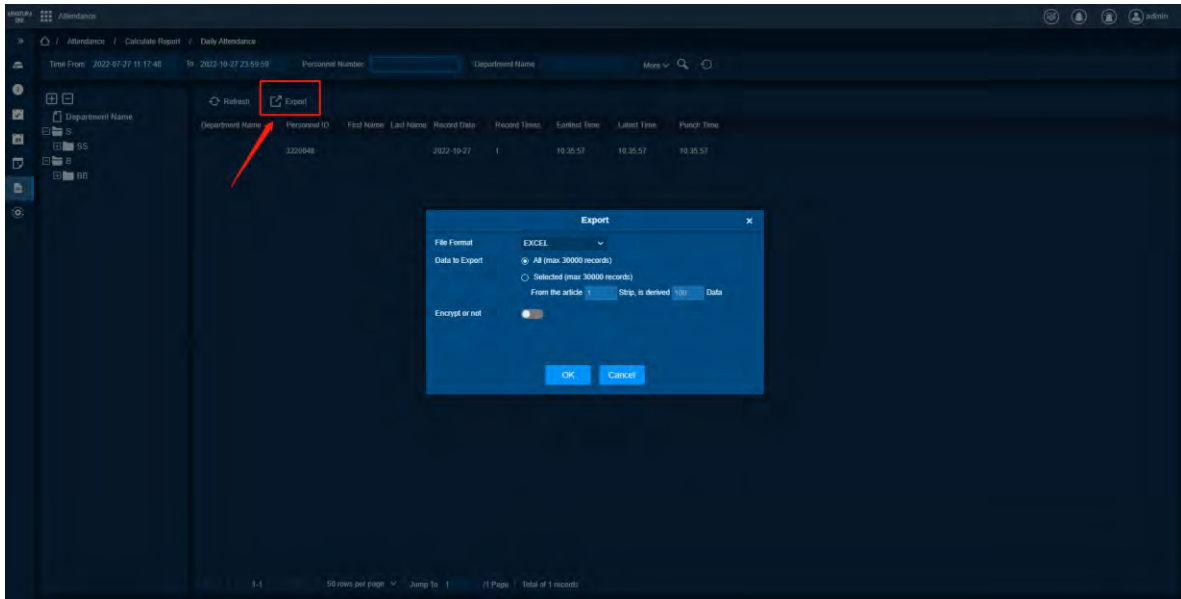 ARMATURA ONE
Attendance
admin
/ Attendance / Calculate Report / Daily Attendance
Time From 2022-07-27 11:17:48 To 2022-10-27 23:59:59 Personnel Number Department Name More
Refresh Export
Department Name
S
SS
B
BB
Department Name Personnel ID First Name Last Name Record Date Record Times Earliest Time Latest Time Punch Time
3220048 2022-10-27 1 10:35:57 10:35:57 10:35:57
Export
File Format EXCEL
Data to Export All (max 30000 records)
Selected (max 30000 records)
From the article 1 Strip, is derived 100 Data
Encrypt or not
OK Cancel
1-1 50 rows per page Jump To 1 /1 Page Total of 1 records